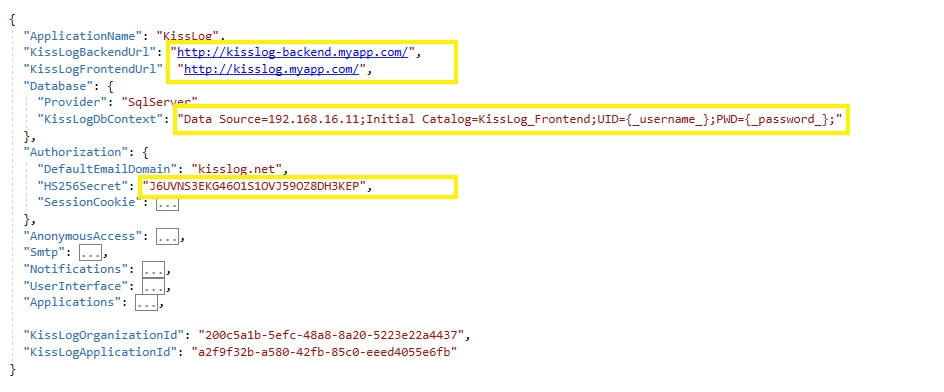 {
"ApplicationName": "KissLog",
"KissLogBackendUrl": "http://kisslog-backend.myapp.com/",
"KissLogFrontendUrl": "http://kisslog.myapp.com/",
"Database": {
"Provider": "SqlServer"
"KissLogDbContext": "Data Source=192.168.16.11;Initial Catalog=KissLog_Frontend;UID={_username_};PWD={_password_};"
},
"Authorization": {
"DefaultEmailDomain": "kisslog.net",
"HS256Secret": "J6UVNS3EKG46O1S1OVJ59OZ8DH3KEP",
"SessionCookie": ...
},
"AnonymousAccess": ...,
"Smtp": ...,
"Notifications": ...,
"UserInterface": ...,
"Applications": ...,
"KissLogOrganizationId": "200c5a1b-5efc-48a8-8a20-5223e22a4437",
"KissLogApplicationId": "a2f9f32b-a580-42fb-85c0-eeed4055e6fb"
}